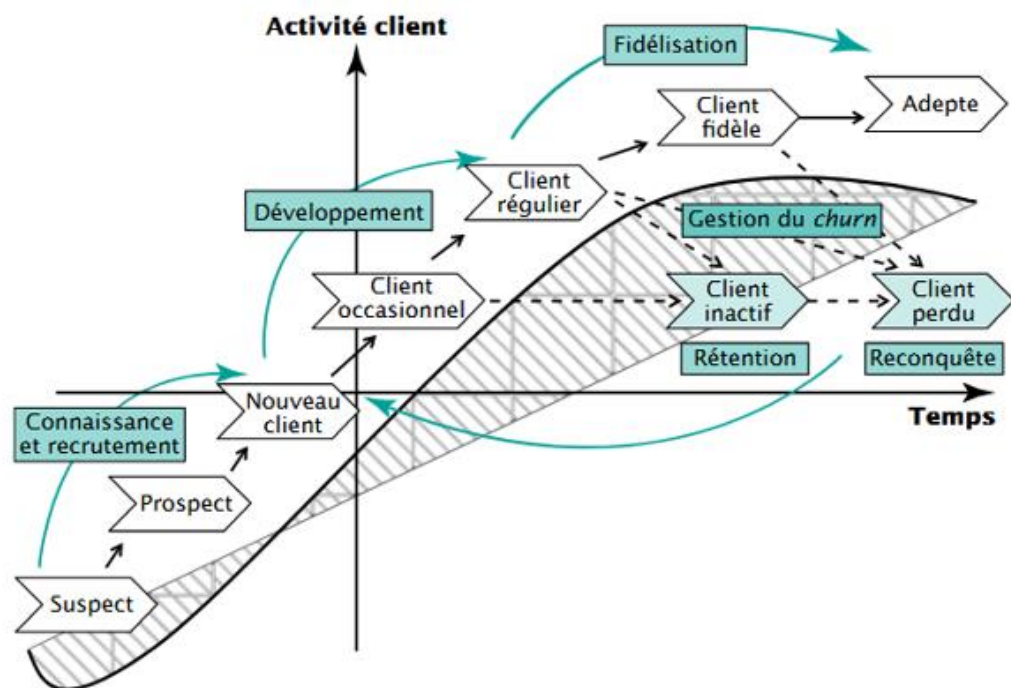 Activité client
Fidélisation
Client
fidèle
Adepte
Développement
Client
régulier
Gestion du churn
Client
occasionnel
Client
inactif
Client
perdu
Rétention
Reconquête
Nouveau
client
Temps
Connaissance
et recrutement
Prospect
Suspect